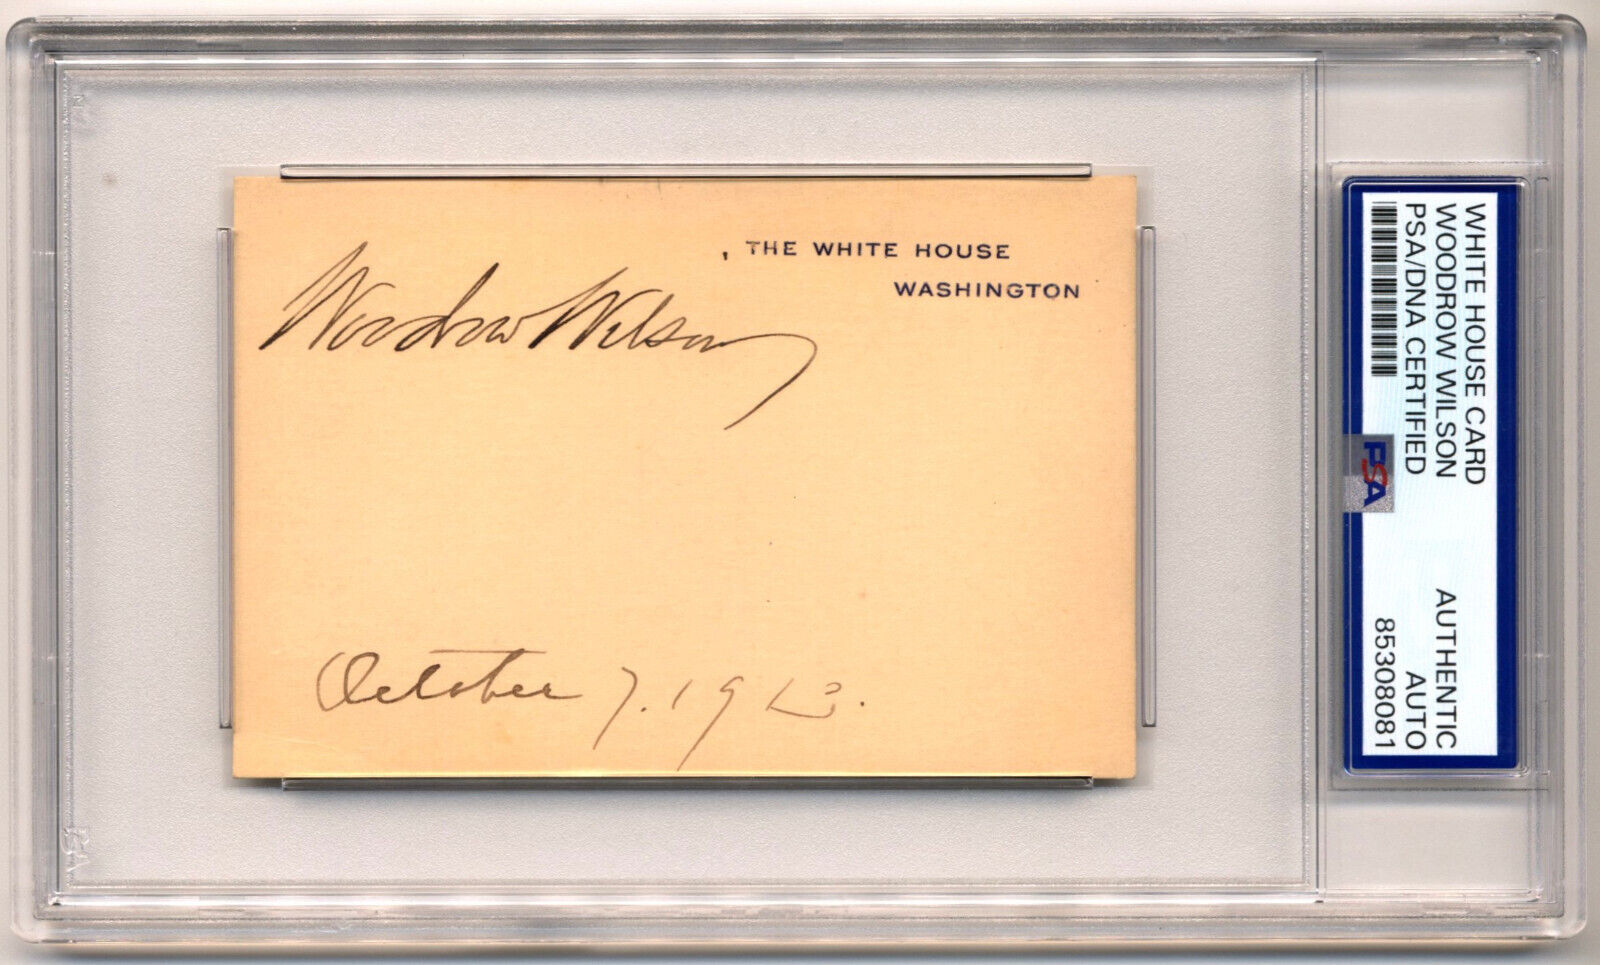 THE WHITE HOUSE
WASHINGTON
Woodrow Wilson
October 7. 1913.
WHITE HOUSE CARD
WOODROW WILSON
PSA/DNA CERTIFIED
AUTHENTIC
AUTO
85308081
PSA
PSA